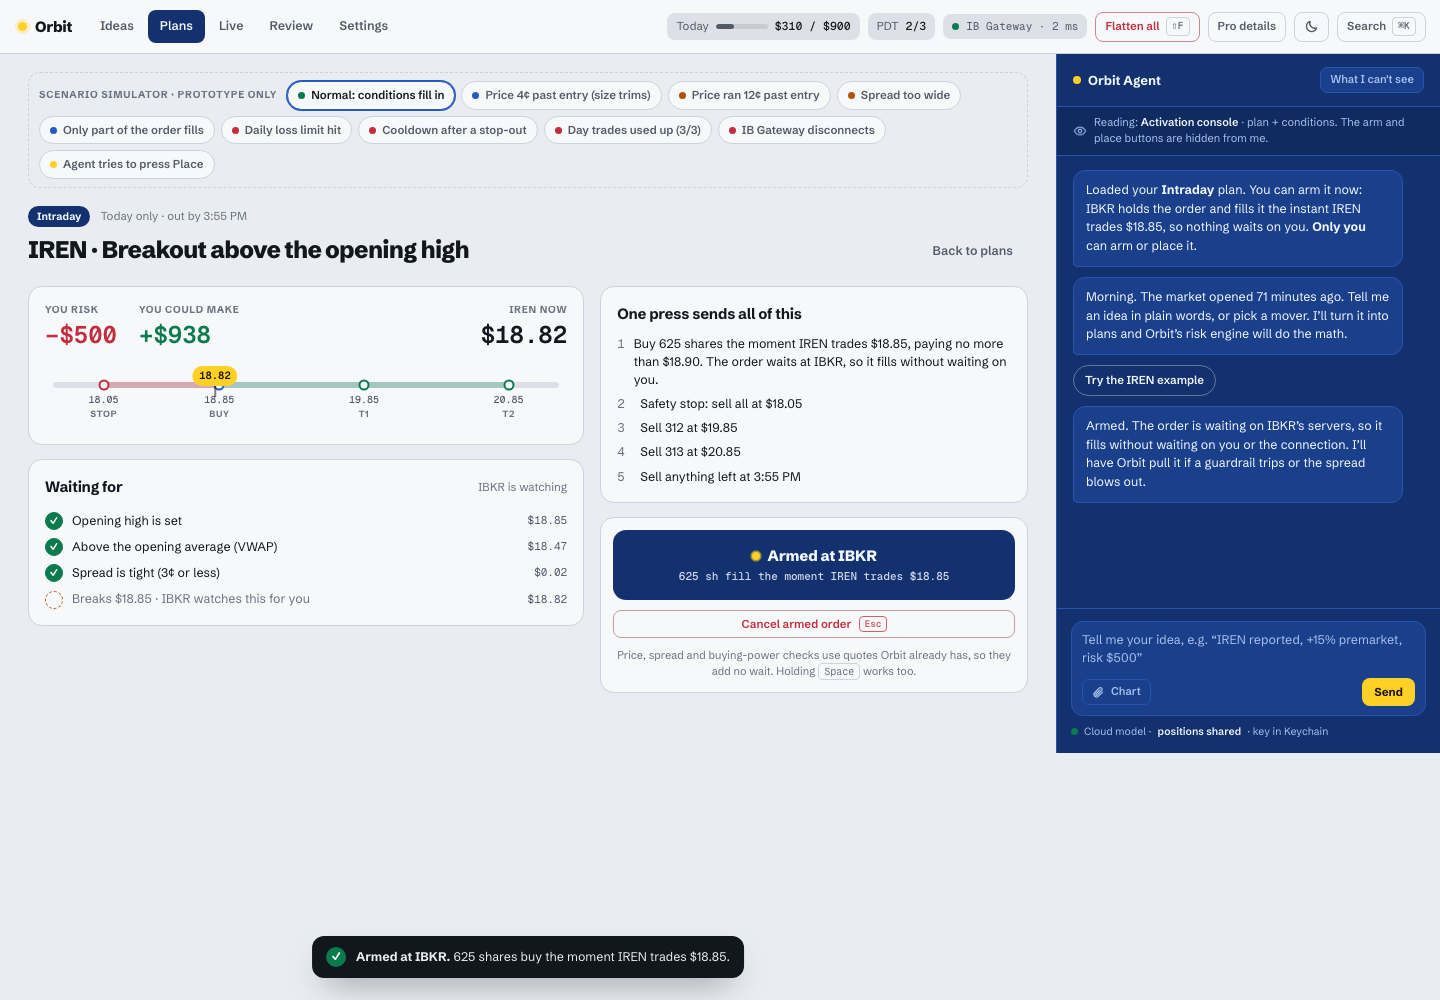 Orbit
Ideas
Plans
Live
Review
Settings
Today $310 / $900
PDT 2/3
IB Gateway · 2 ms
Flatten all ⇧F
Pro details
Search ⌘K
SCENARIO SIMULATOR · PROTOTYPE ONLY
Normal: conditions fill in
Price 4¢ past entry (size trims)
Price ran 12¢ past entry
Spread too wide
Only part of the order fills
Daily loss limit hit
Cooldown after a stop-out
Day trades used up (3/3)
IB Gateway disconnects
Agent tries to press Place
Intraday
Today only · out by 3:55 PM
IREN · Breakout above the opening high
Back to plans
YOU RISK
−$500
YOU COULD MAKE
+$938
IREN NOW
$18.82
18.82
18.05
STOP
18.85
BUY
19.85
T1
20.85
T2
Waiting for
IBKR is watching
Opening high is set $18.85
Above the opening average (VWAP) $18.47
Spread is tight (3¢ or less) $0.02
Breaks $18.85 · IBKR watches this for you $18.82
One press sends all of this
1 Buy 625 shares the moment IREN trades $18.85, paying no more
than $18.90. The order waits at IBKR, so it fills without waiting on
you.
2 Safety stop: sell all at $18.05
3 Sell 312 at $19.85
4 Sell 313 at $20.85
5 Sell anything left at 3:55 PM
Armed at IBKR
625 sh fill the moment IREN trades $18.85
Cancel armed order Esc
Price, spread and buying-power checks use quotes Orbit already has, so they
add no wait. Holding Space works too.
Orbit Agent
What I can't see
Reading: Activation console · plan + conditions. The arm and
place buttons are hidden from me.
Loaded your Intraday plan. You can arm it now:
IBKR holds the order and fills it the instant IREN
trades $18.85, so nothing waits on you. Only you
can arm or place it.
Morning. The market opened 71 minutes ago. Tell me
an idea in plain words, or pick a mover. I’ll turn it into
plans and Orbit’s risk engine will do the math.
Try the IREN example
Armed. The order is waiting on IBKR’s servers, so it
fills without waiting on you or the connection. I’ll
have Orbit pull it if a guardrail trips or the spread
blows out.
Tell me your idea, e.g. “IREN reported, +15% premarket,
risk $500”
Chart
Send
Cloud model · positions shared · key in Keychain
Armed at IBKR. 625 shares buy the moment IREN trades $18.85.